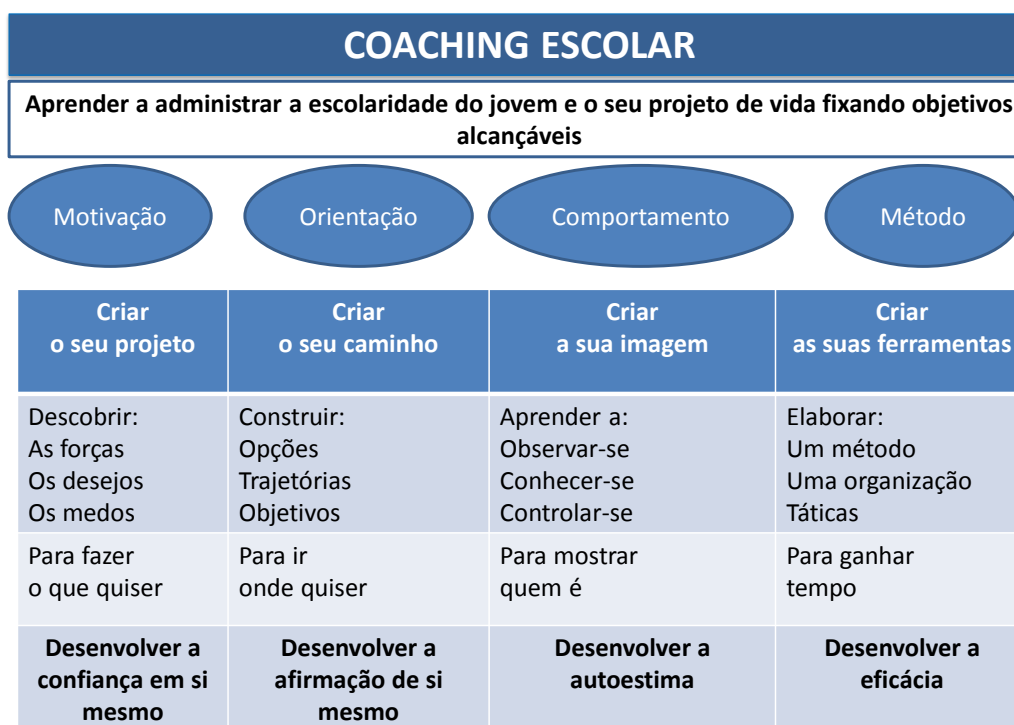 COACHING ESCOLAR
Aprender a administrar a escolaridade do jovem e o seu projeto de vida fixando objetivos
alcançáveis
Motivação
Orientação
Comportamento
Método
Criar
o seu projeto
Criar
o seu caminho
Criar
a sua imagem
Criar
as suas ferramentas
Descobrir:
As forças
Os desejos
Os medos
Construir:
Opções
Trajetórias
Objetivos
Aprender a:
Observar-se
Conhecer-se
Controlar-se
Elaborar:
Um método
Uma organização
Táticas
Para fazer
o que quiser
Para ir
onde quiser
Para mostrar
quem é
Para ganhar
tempo
Desenvolver a
confiança em si
mesmo
Desenvolver a
afirmação de si
mesmo
Desenvolver a
autoestima
Desenvolver a
eficácia